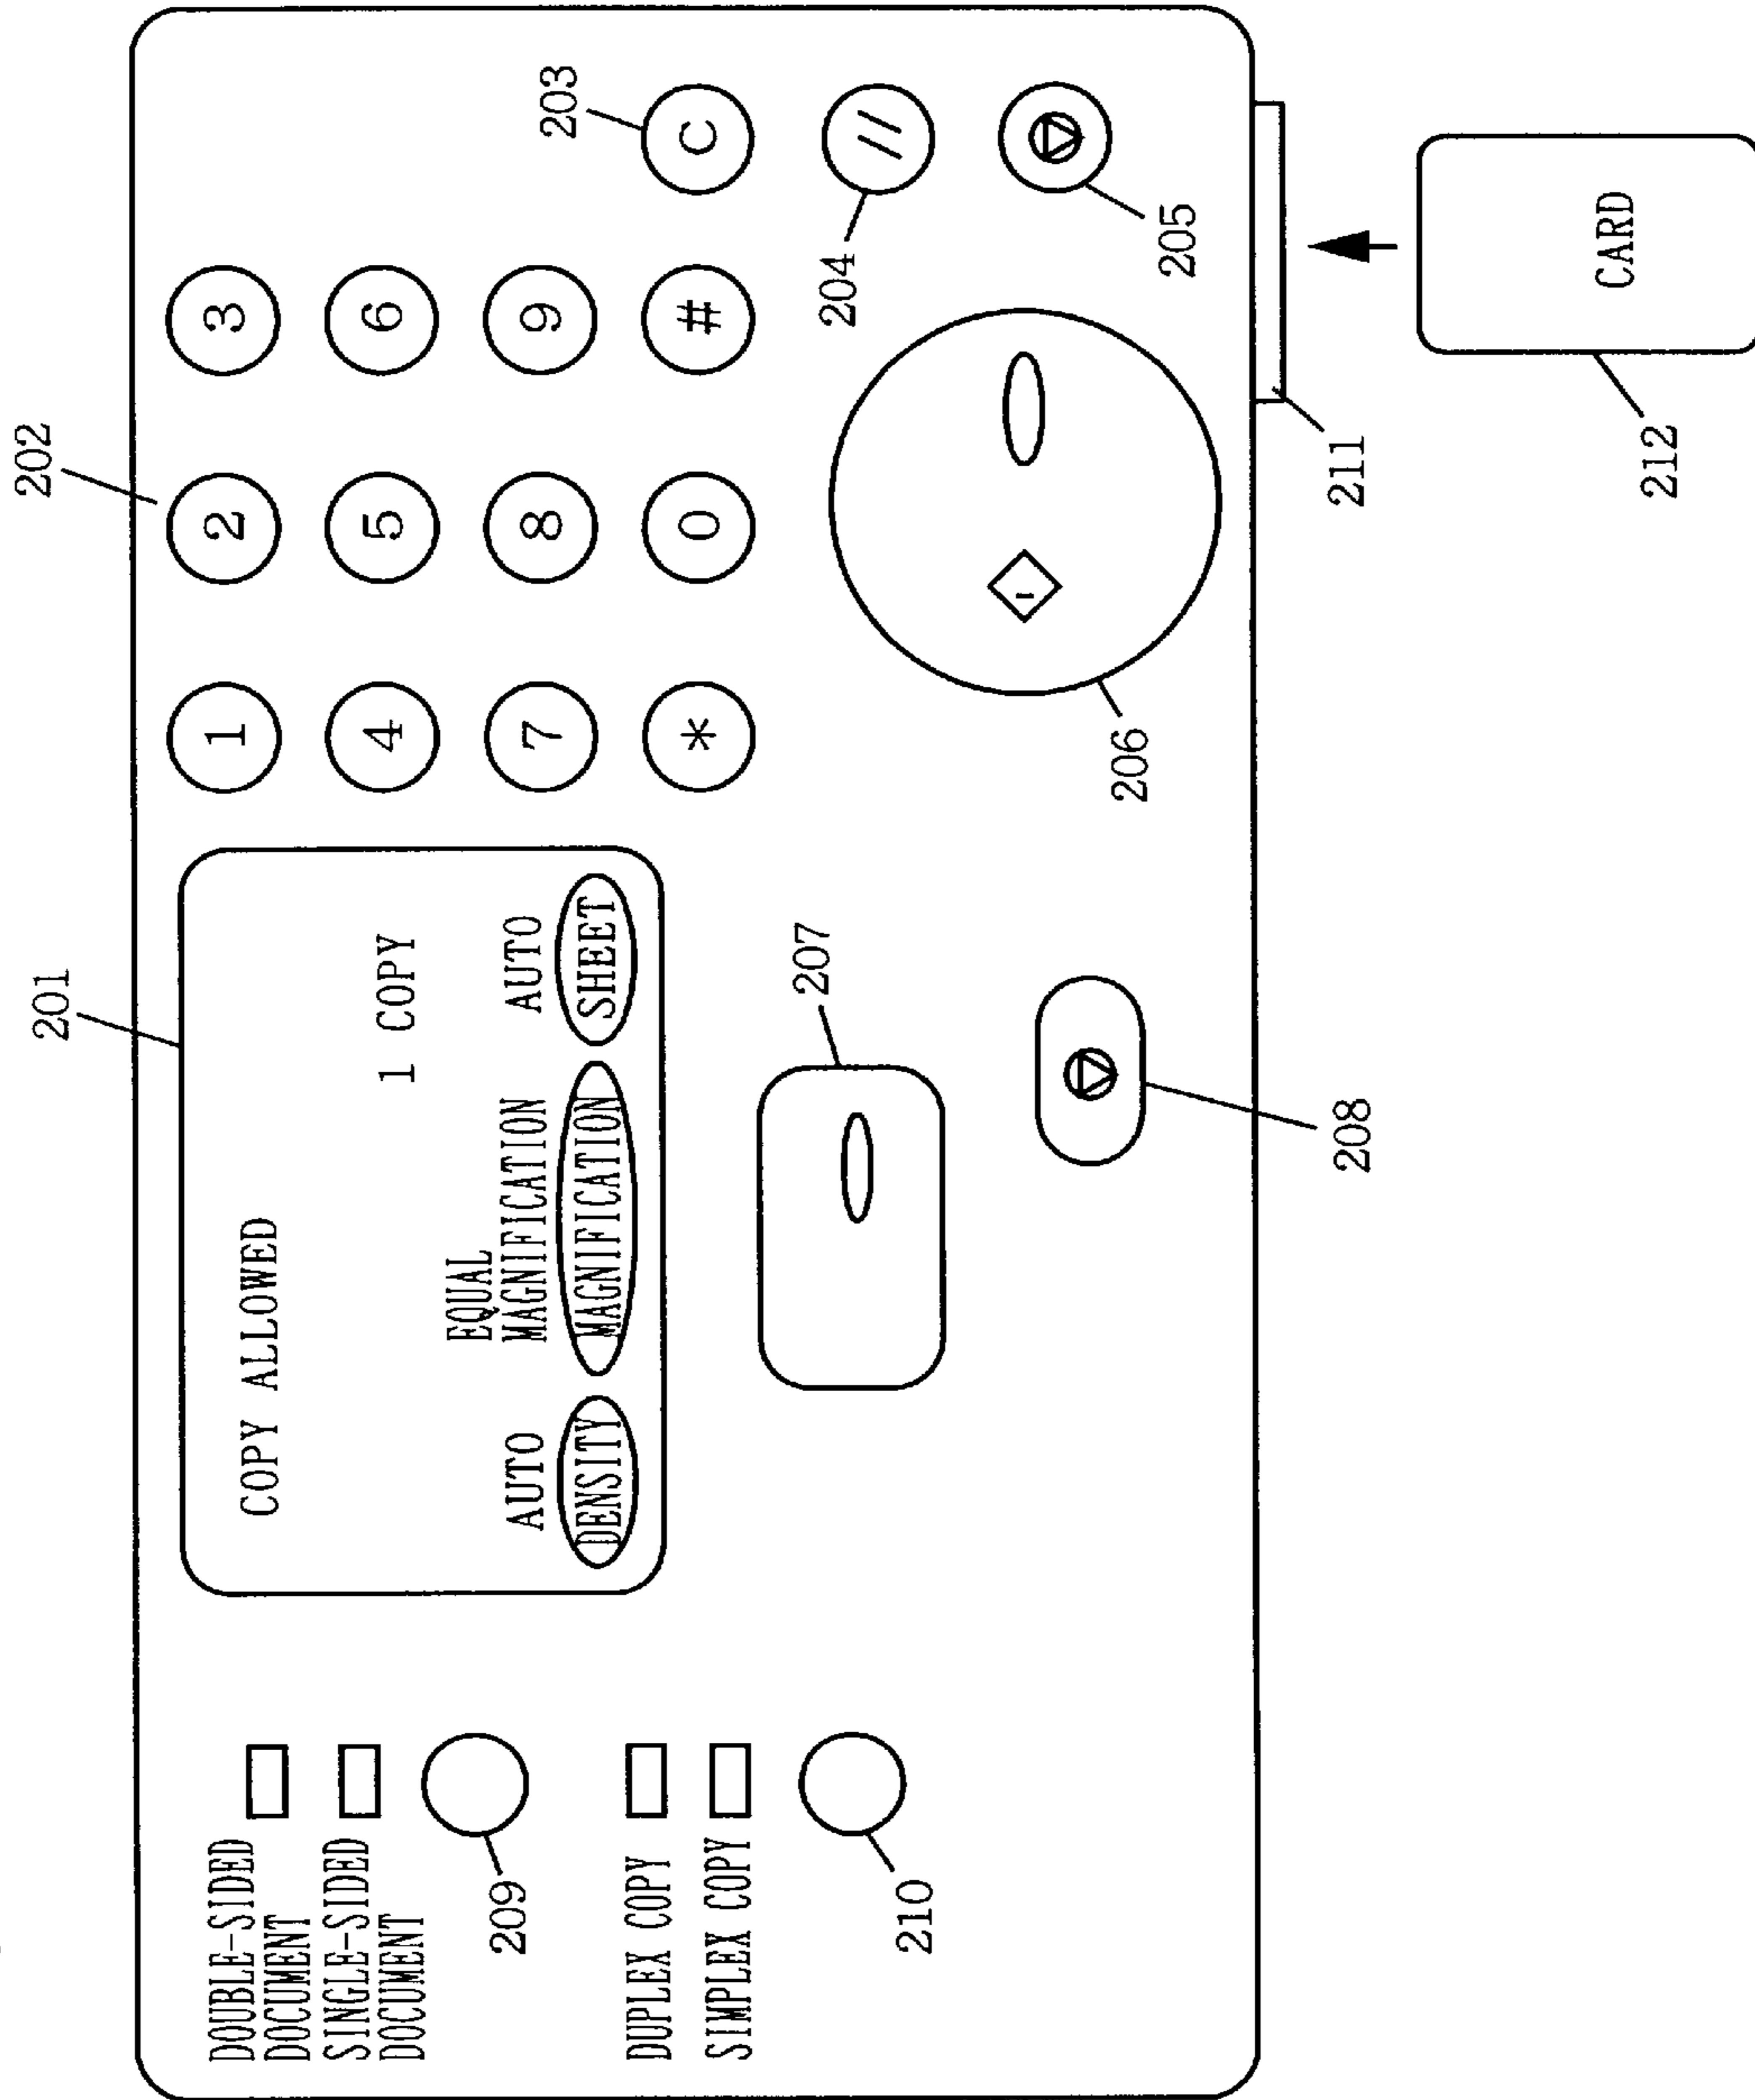 201
202
203
204
205
206
207
208
209
210
211
212
DOUBLE-SIDED
DOCUMENT
SINGLE-SIDED
DOCUMENT
DUPLEX COPY
SIMPLEX COPY
COPY ALLOWED
1 COPY
EQUAL
AUTO MAGNIFICATION AUTO
DENSITY MAGNIFICATION SHEET
1 2 3
4 5 6
7 8 9
* 0 #
C
//
CARD